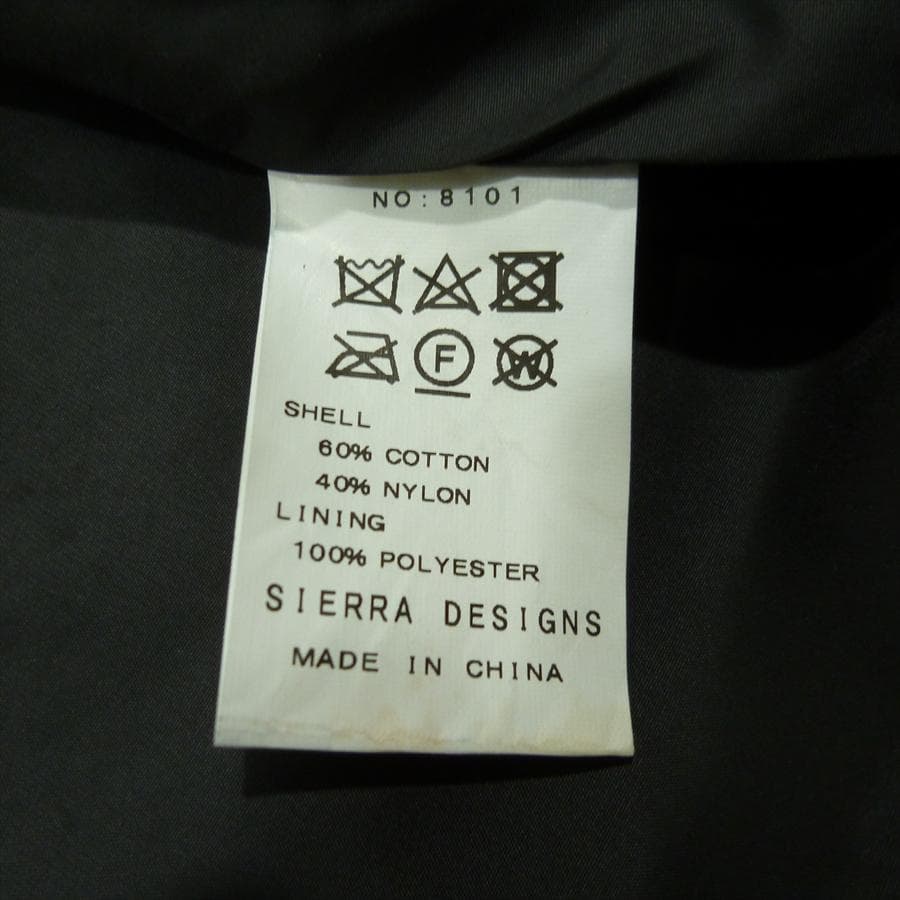 NO:8101
F W
SHELL
60% COTTON
40% NYLON
LINING
100% POLYESTER
SIERRA DESIGNS
MADE IN CHINA